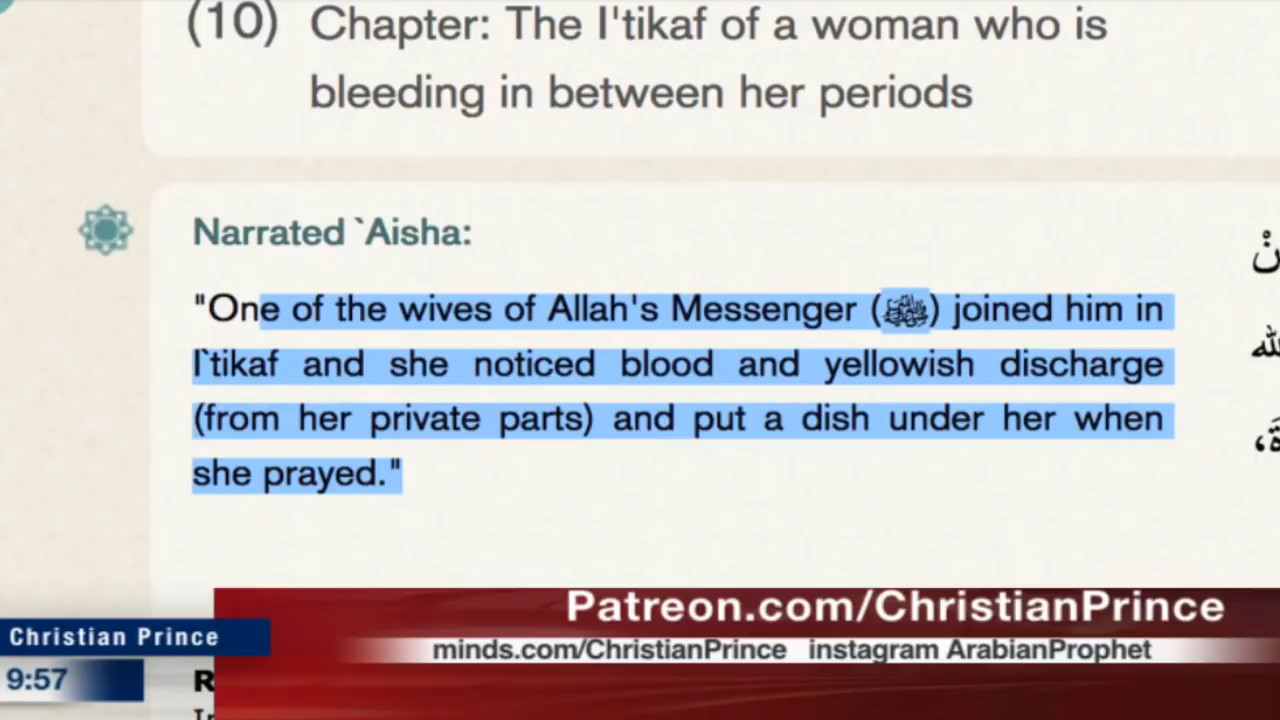 (10) Chapter: The I'tikaf of a woman who is
bleeding in between her periods
Narrated `Aisha:
"One of the wives of Allah's Messenger (ﷺ) joined him in
I`tikaf and she noticed blood and yellowish discharge
(from her private parts) and put a dish under her when
she prayed."
Patreon.com/ChristianPrince
Christian Prince
minds.com/ChristianPrince instagram ArabianProphet
9:57